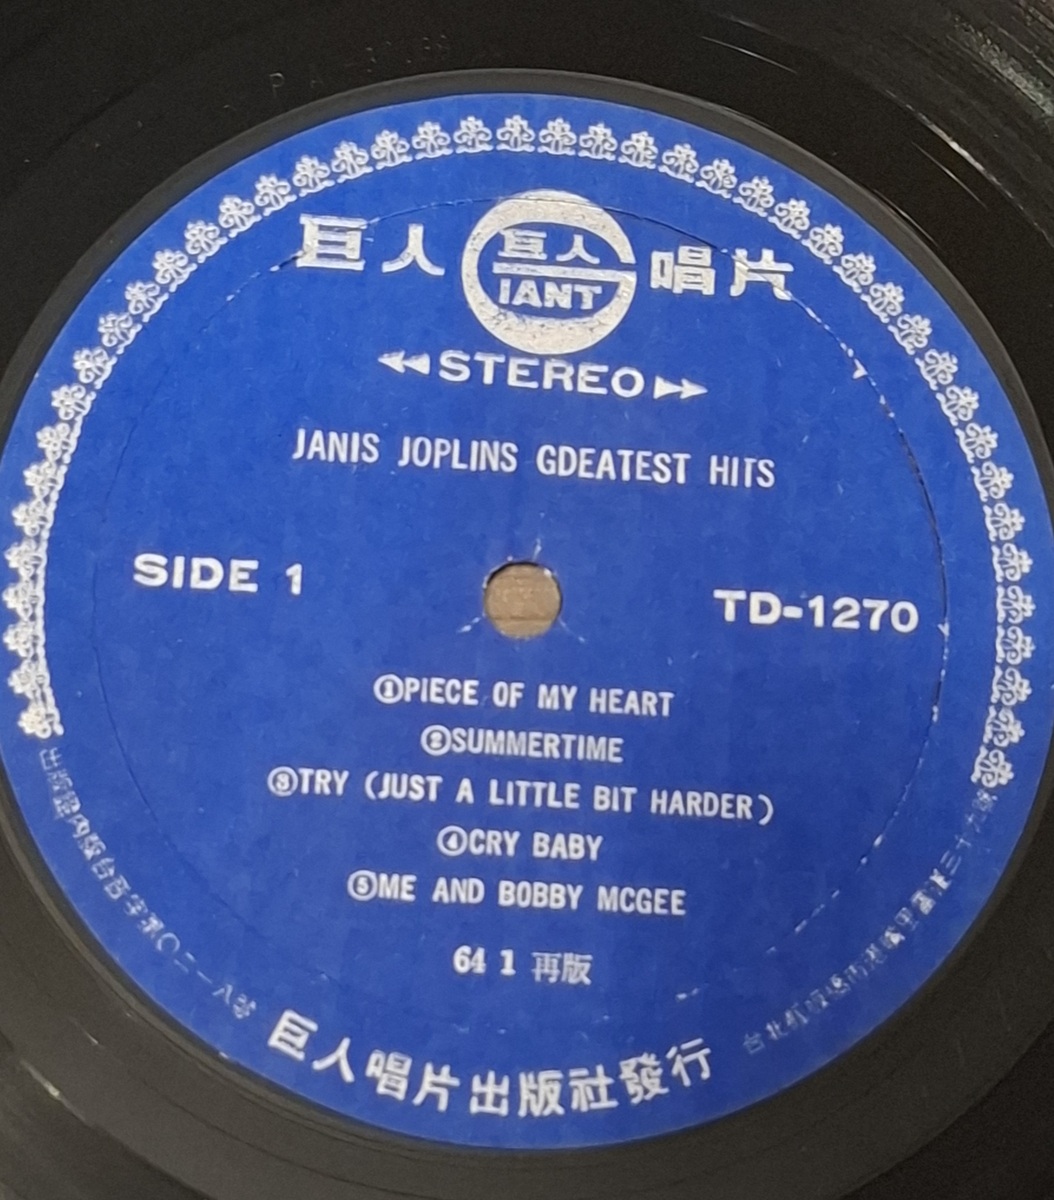 巨人 巨人 GIANT 唱片
STEREO
JANIS JOPLINS GDEATEST HITS
SIDE 1
TD-1270
①PIECE OF MY HEART
②SUMMERTIME
③TRY (JUST A LITTLE BIT HARDER)
④CRY BABY
⑤ME AND BOBBY MCGEE
64 1 再版
巨人唱片出版社發行